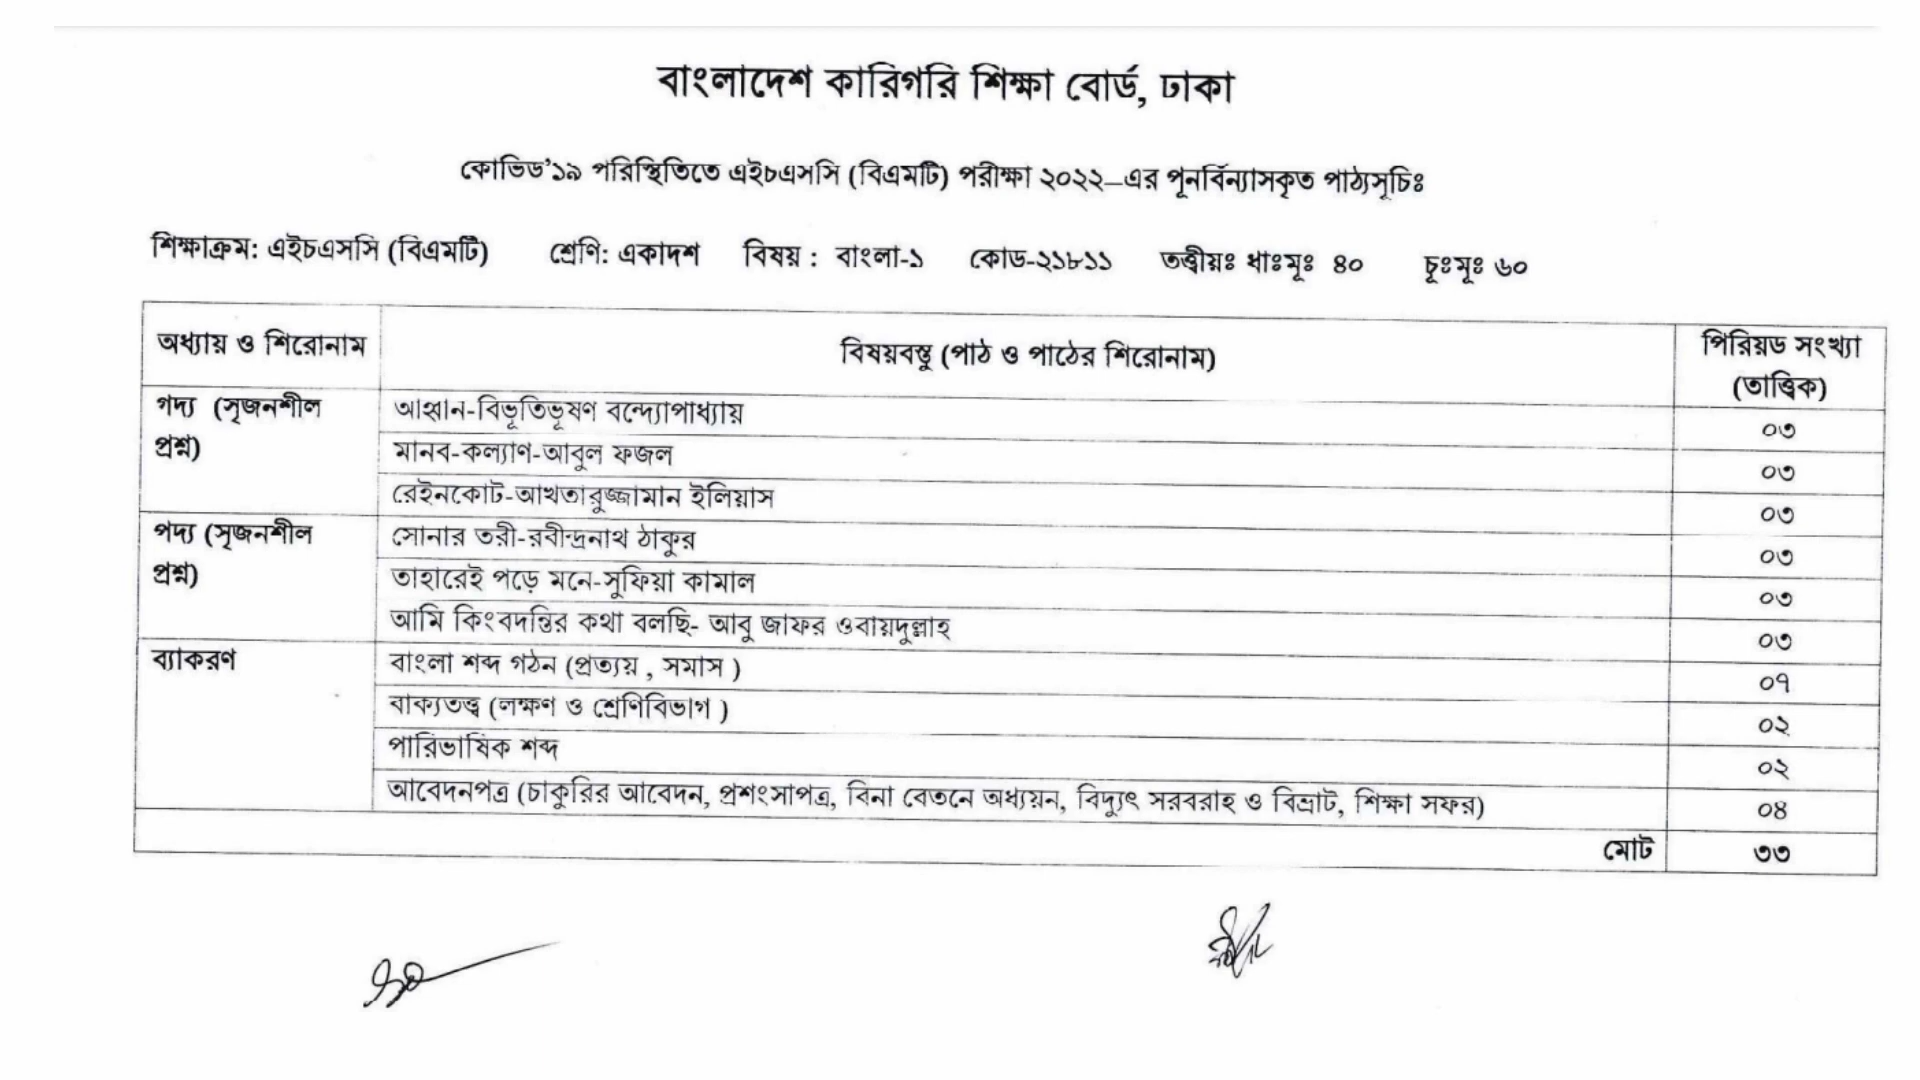 বাংলাদেশ কারিগরি শিক্ষা বোর্ড, ঢাকা
কোভিড'১৯ পরিস্থিতিতে এইচএসসি (বিএমটি) পরীক্ষা ২০২২–এর পূনর্বিন্যাসকৃত পাঠ্যসূচিঃ
শিক্ষাক্রম: এইচএসসি (বিএমটি) শ্রেণি: একাদশ বিষয় : বাংলা-১ কোড-২১৮১১ তত্ত্বীয়ঃ ধাঃমূঃ ৪০ চূঃমূঃ ৬০
অধ্যায় ও শিরোনাম বিষয়বস্তু (পাঠ ও পাঠের শিরোনাম) পিরিয়ড সংখ্যা
(তাত্ত্বিক)
গদ্য (সৃজনশীল
প্রশ্ন)
আহ্বান-বিভূতিভূষণ বন্দ্যোপাধ্যায় ০৩
মানব-কল্যাণ-আবুল ফজল ০৩
রেইনকোট-আখতারুজ্জামান ইলিয়াস ০৩
পদ্য (সৃজনশীল
প্রশ্ন)
সোনার তরী-রবীন্দ্রনাথ ঠাকুর ০৩
তাহারেই পড়ে মনে-সুফিয়া কামাল ০৩
আমি কিংবদন্তির কথা বলছি- আবু জাফর ওবায়দুল্লাহ ০৩
ব্যাকরণ বাংলা শব্দ গঠন (প্রত্যয় , সমাস ) ০৭
বাক্যতত্ত্ব (লক্ষণ ও শ্রেণিবিভাগ ) ০২
পারিভাষিক শব্দ ০২
আবেদনপত্র (চাকুরির আবেদন, প্রশংসাপত্র, বিনা বেতনে অধ্যয়ন, বিদ্যুৎ সরবরাহ ও বিভ্রাট, শিক্ষা সফর) ০৪
মোট ৩৩